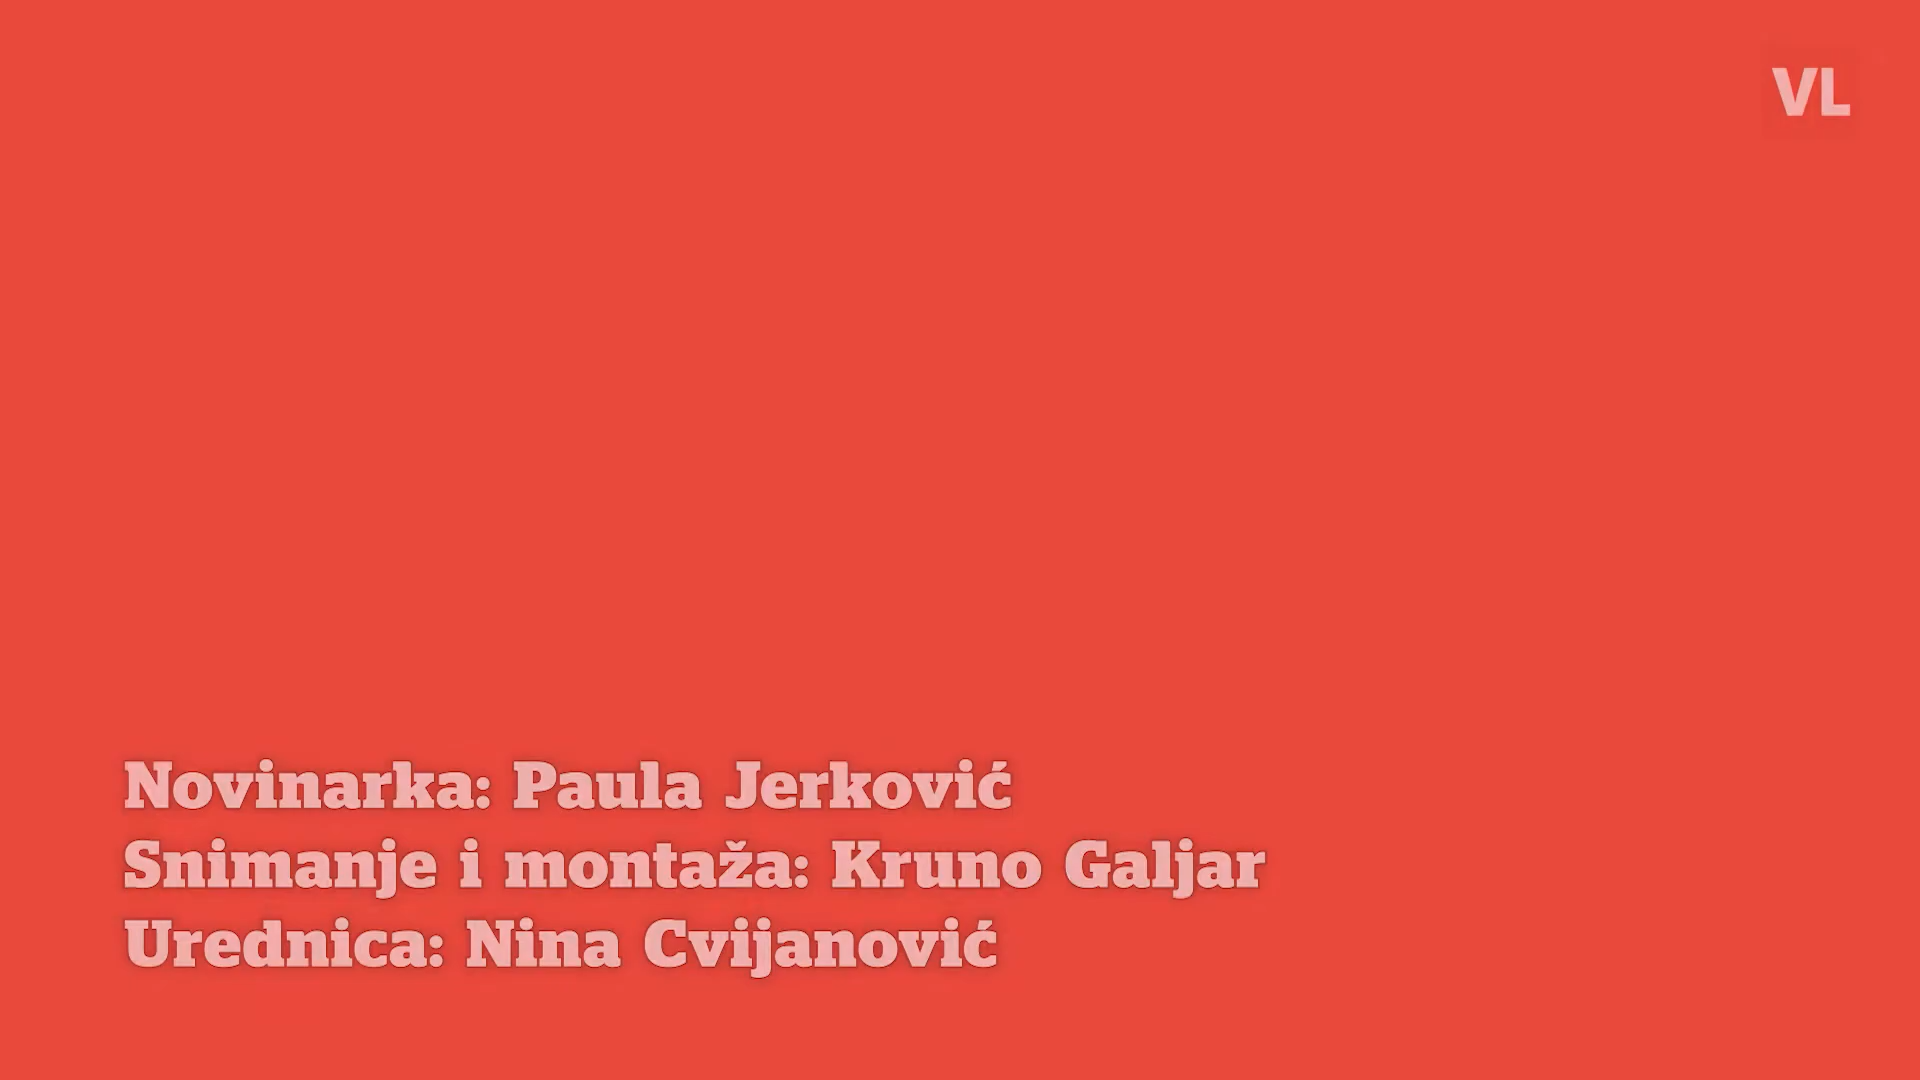 VL
Novinarka: Paula Jerković
Snimanje i montaža: Kruno Galjar
Urednica: Nina Cvijanović